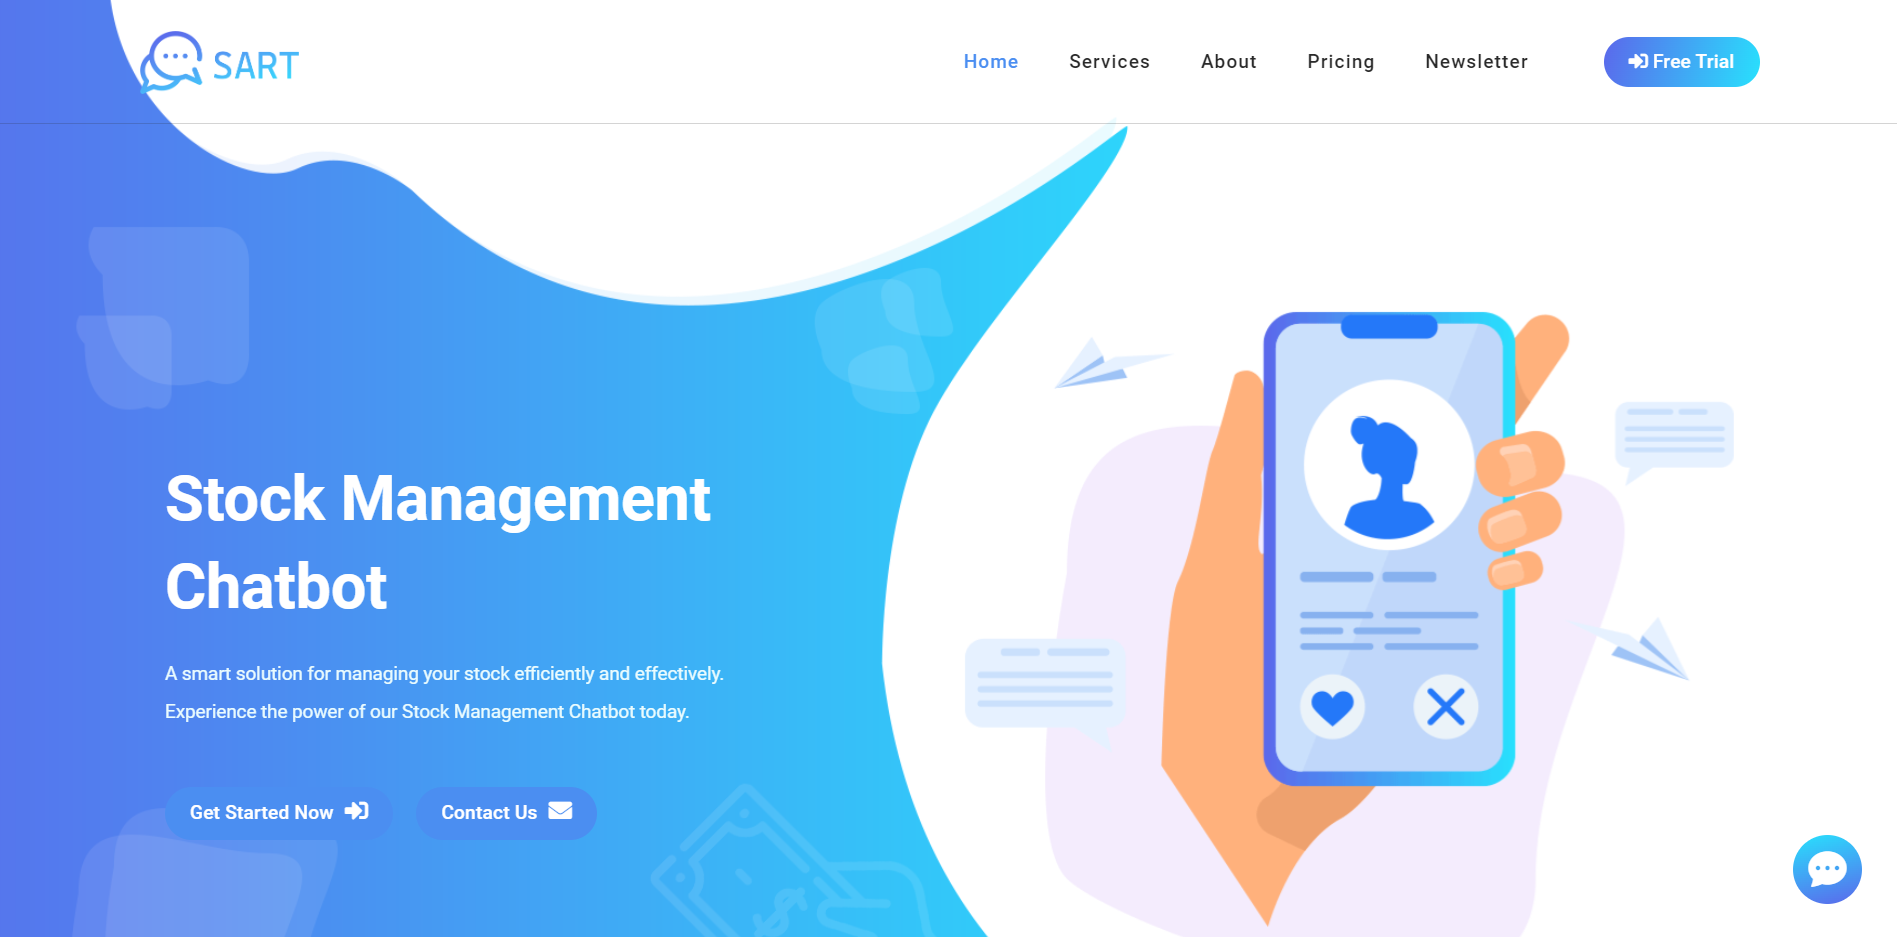 SART
Home
Services
About
Pricing
Newsletter
Free Trial
Stock Management
Chatbot
A smart solution for managing your stock efficiently and effectively.
Experience the power of our Stock Management Chatbot today.
Get Started Now
Contact Us
$